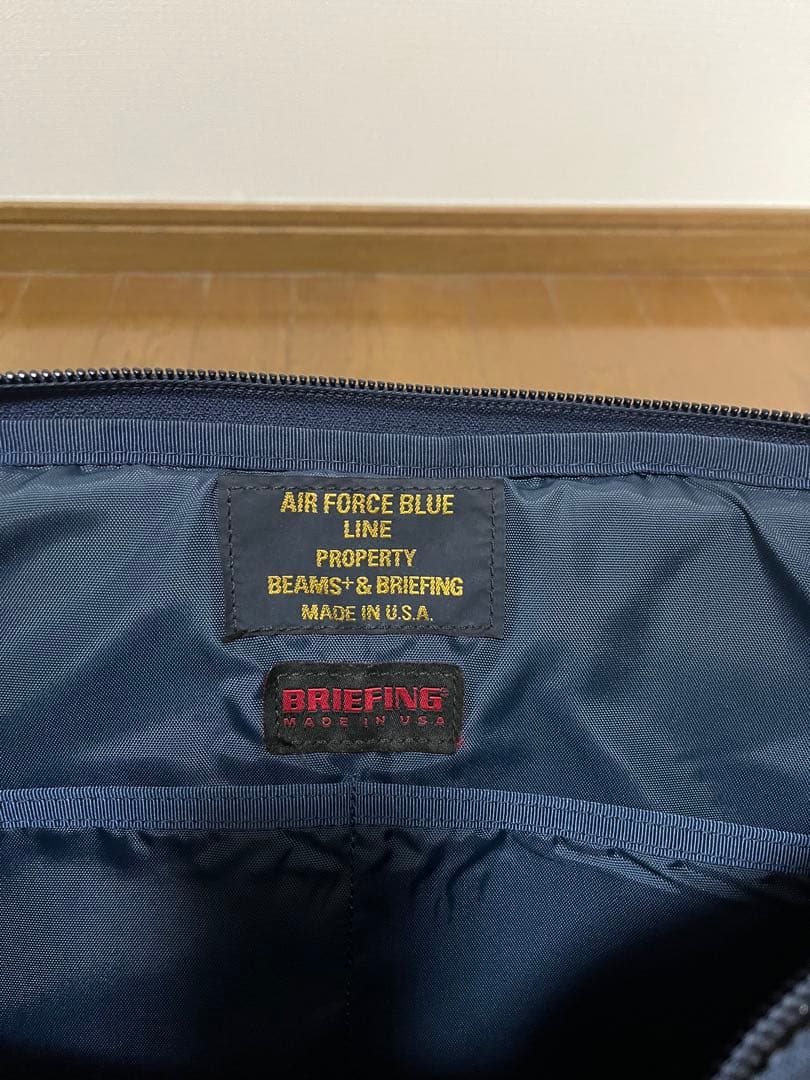 AIR FORCE BLUE
LINE
PROPERTY
BEAMS+ & BRIEFING
MADE IN U.S.A.
BRIEFING
MADE IN USA